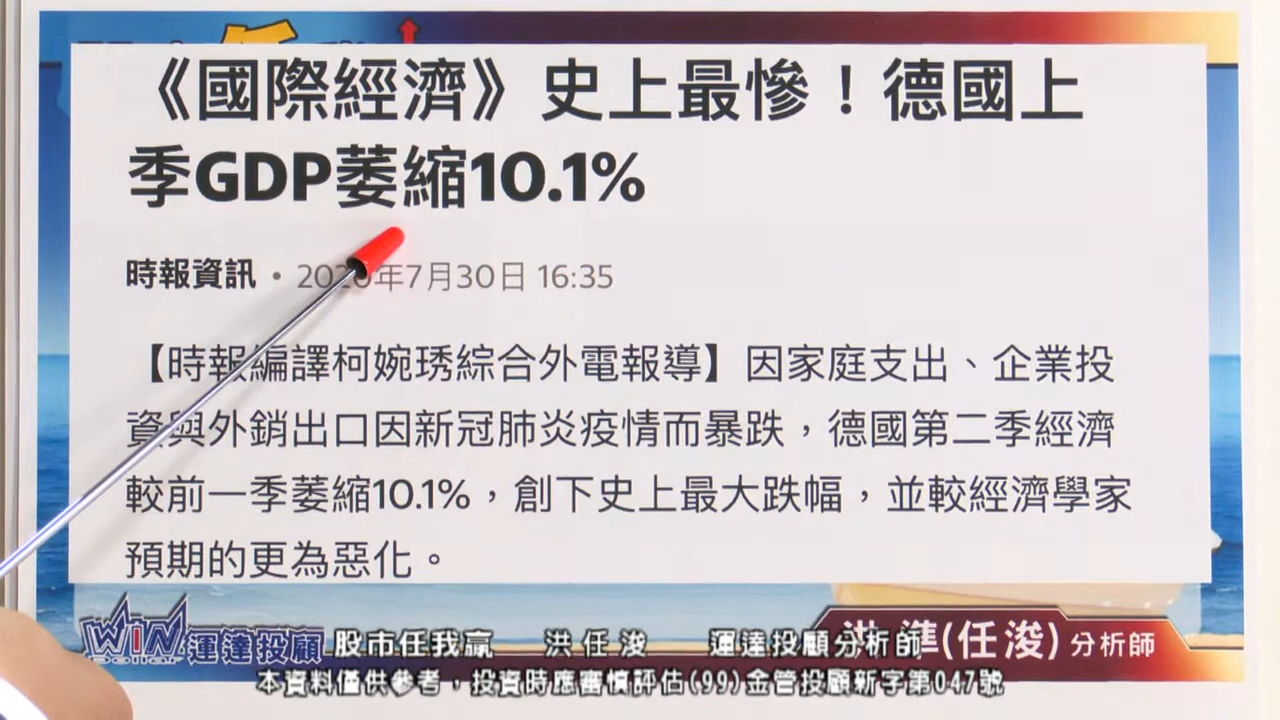 《國際經濟》史上最慘！德國上
季GDP萎縮10.1%
時報資訊・2020年7月30日 16:35
【時報編譯柯婉琇綜合外電報導】因家庭支出、企業投
資與外銷出口因新冠肺炎疫情而暴跌，德國第二季經濟
較前一季萎縮10.1%，創下史上最大跌幅，並較經濟學家
預期的更為惡化。
WIN 運達投顧 股市任我贏 洪任浚 運達投顧分析師
準(任浚)分析師
本資料僅供參考，投資時應審慎評估(99)金管投顧新字第047號